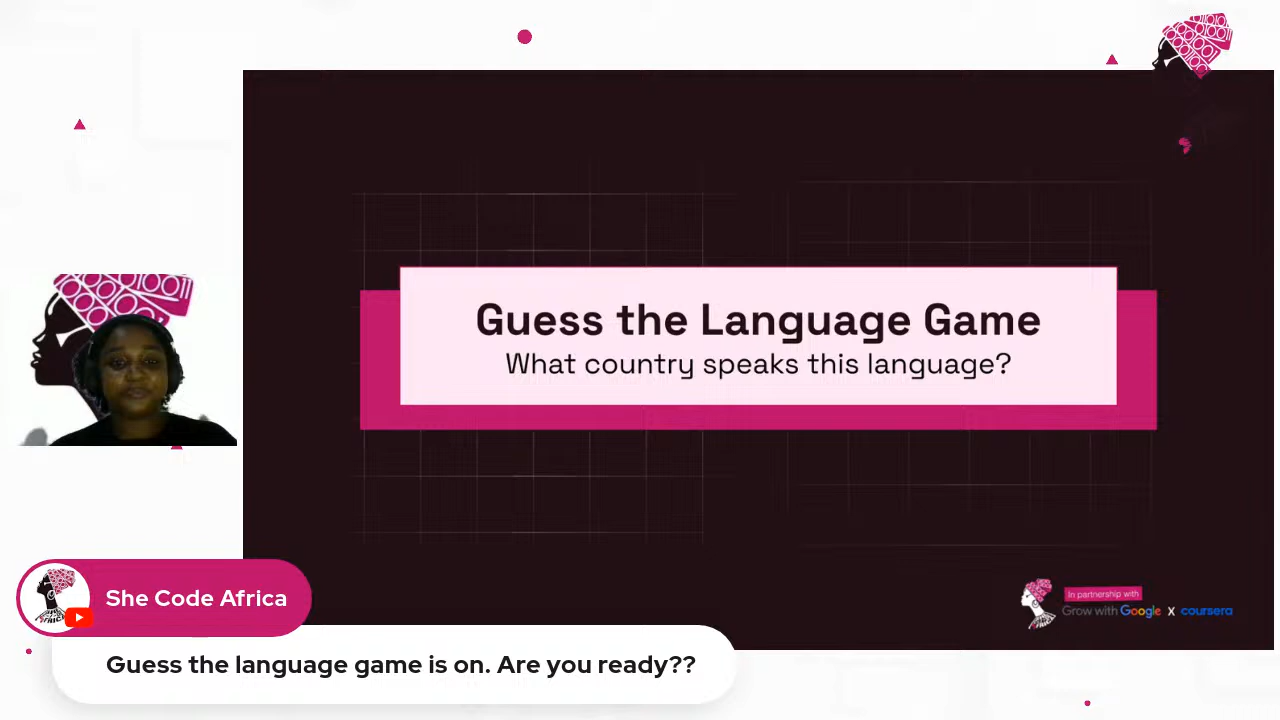 Guess the Language Game
What country speaks this language?
In partnership with
Grow with Google X coursera
She Code Africa
Guess the language game is on. Are you ready??